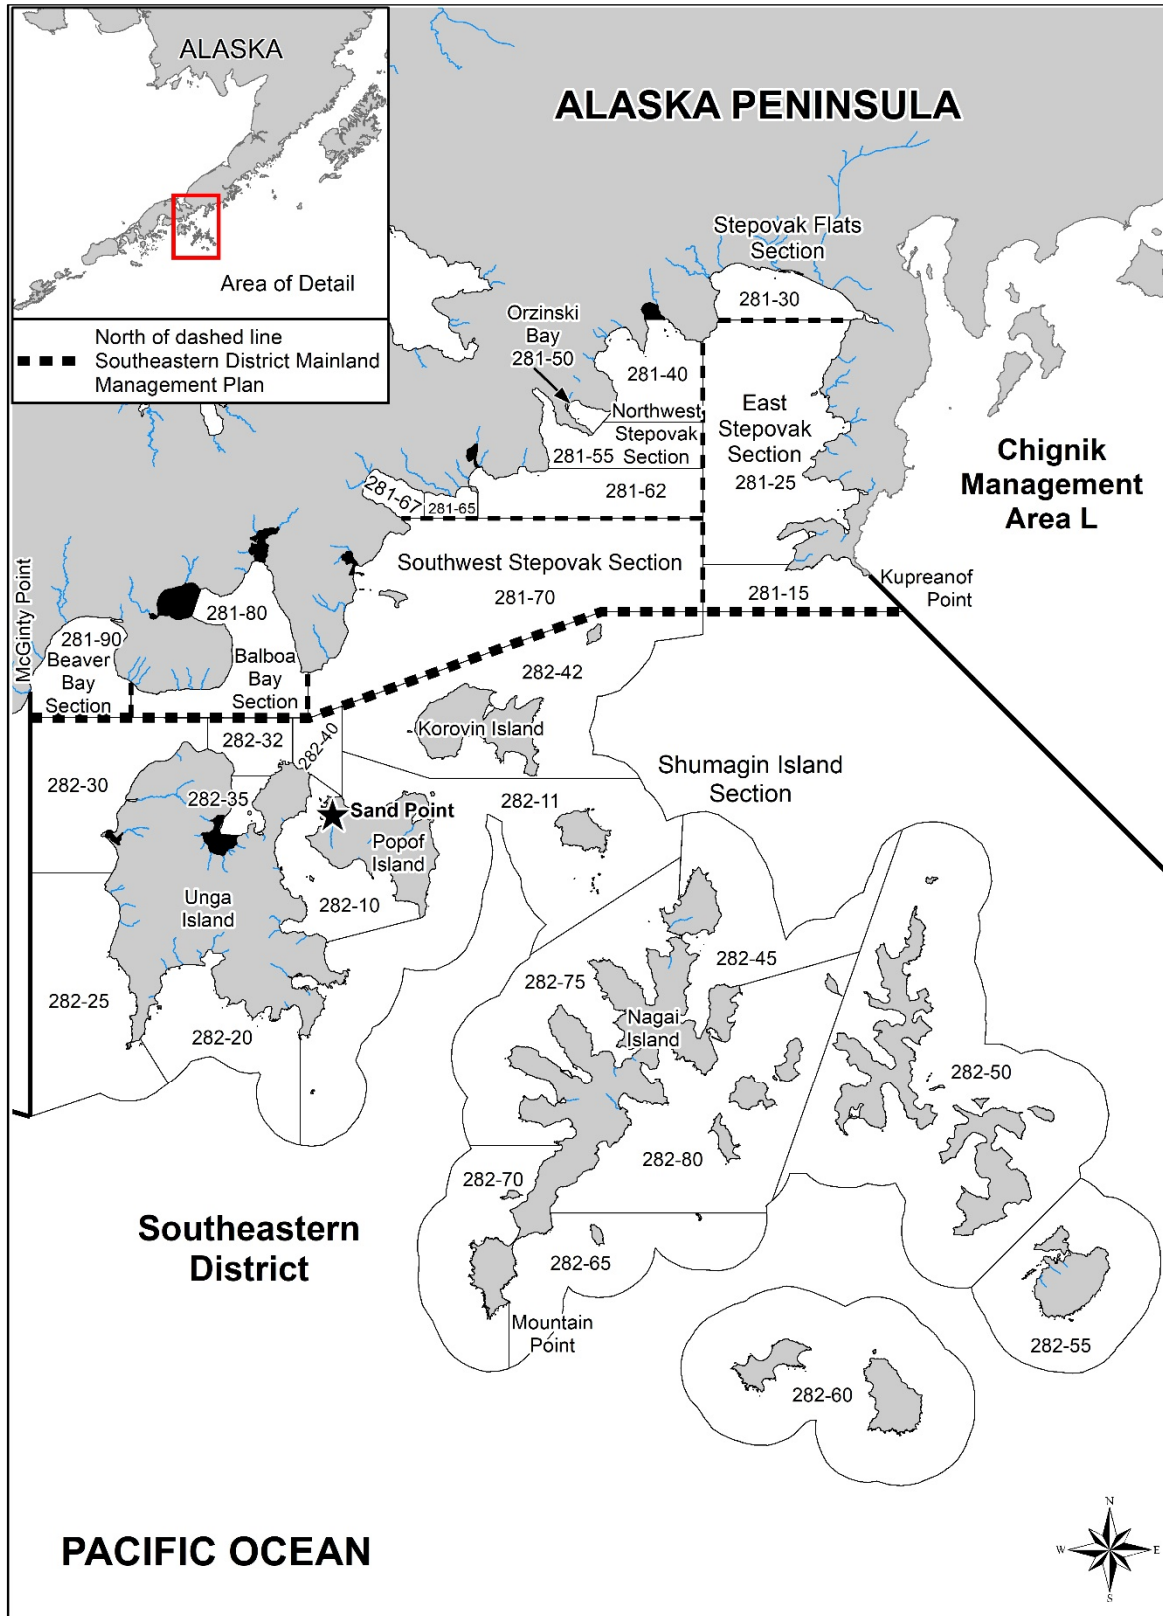 ALASKA
Area of Detail
North of dashed line
Southeastern District Mainland
Management Plan
ALASKA PENINSULA
Stepovak Flats
Section
281-30
Orzinski
Bay
281-50
281-40
Northwest
Stepovak
Section
281-55
East
Stepovak
Section
281-25
Chignik
Management
Area L
281-62
281-67
281-65
Southwest Stepovak Section
281-70
281-15
Kupreanof
Point
McGinty Point
281-80
281-90
Beaver
Bay
Section
Balboa
Bay
Section
282-42
Korovin Island
282-40
282-32
282-30
282-35
Shumagin Island
Section
282-11
Sand Point
Popof
Island
Unga
Island
282-10
282-45
282-75
Nagai
Island
282-25
282-20
282-50
282-80
282-70
Southeastern
District
282-65
Mountain
Point
282-55
282-60
PACIFIC OCEAN
N
W
E
S